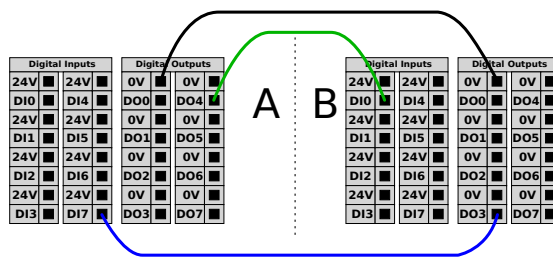 Digital Inputs Digital Outputs
24V 24V 0V 0V
DI0 DI4 DO0 DO4
24V 24V 0V 0V
DI1 DI5 DO1 DO5
24V 24V 0V 0V
DI2 DI6 DO2 DO6
24V 24V 0V 0V
DI3 DI7 DO3 DO7
A B
Digital Inputs Digital Outputs
24V 24V 0V 0V
DI0 DI4 DO0 DO4
24V 24V 0V 0V
DI1 DI5 DO1 DO5
24V 24V 0V 0V
DI2 DI6 DO2 DO6
24V 24V 0V 0V
DI3 DI7 DO3 DO7